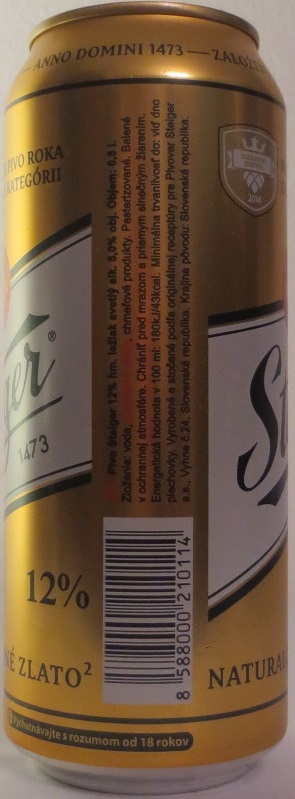 ANNO DOMINI 1473
PIVO ROKA
KATEGÓRII
ger®
1473
12%
NÉ ZLATO²
Vychutnávajte s rozumom od 18 rokov
Pivo Steiger 12% hm. ležiak svetlý alk. 5,0% obj. Objem: 0,5 l.
Zloženie: voda, chmeľové produkty. Pasterizované. Balené
v ochrannej atmosfére. Chrániť pred mrazom a priamym slnečným žiarením.
Energetická hodnota v 100 ml: 180kJ/43kcal. Minimálna trvanlivosť do: viď dno
plechovky. Vyrobené a stočené podľa originálnej receptúry pre Pivovar Steiger
a.s., Vyhne č.24, Slovenská republika. Krajina pôvodu: Slovenská republika.
8 588000 210114
2014
St
NATURAL